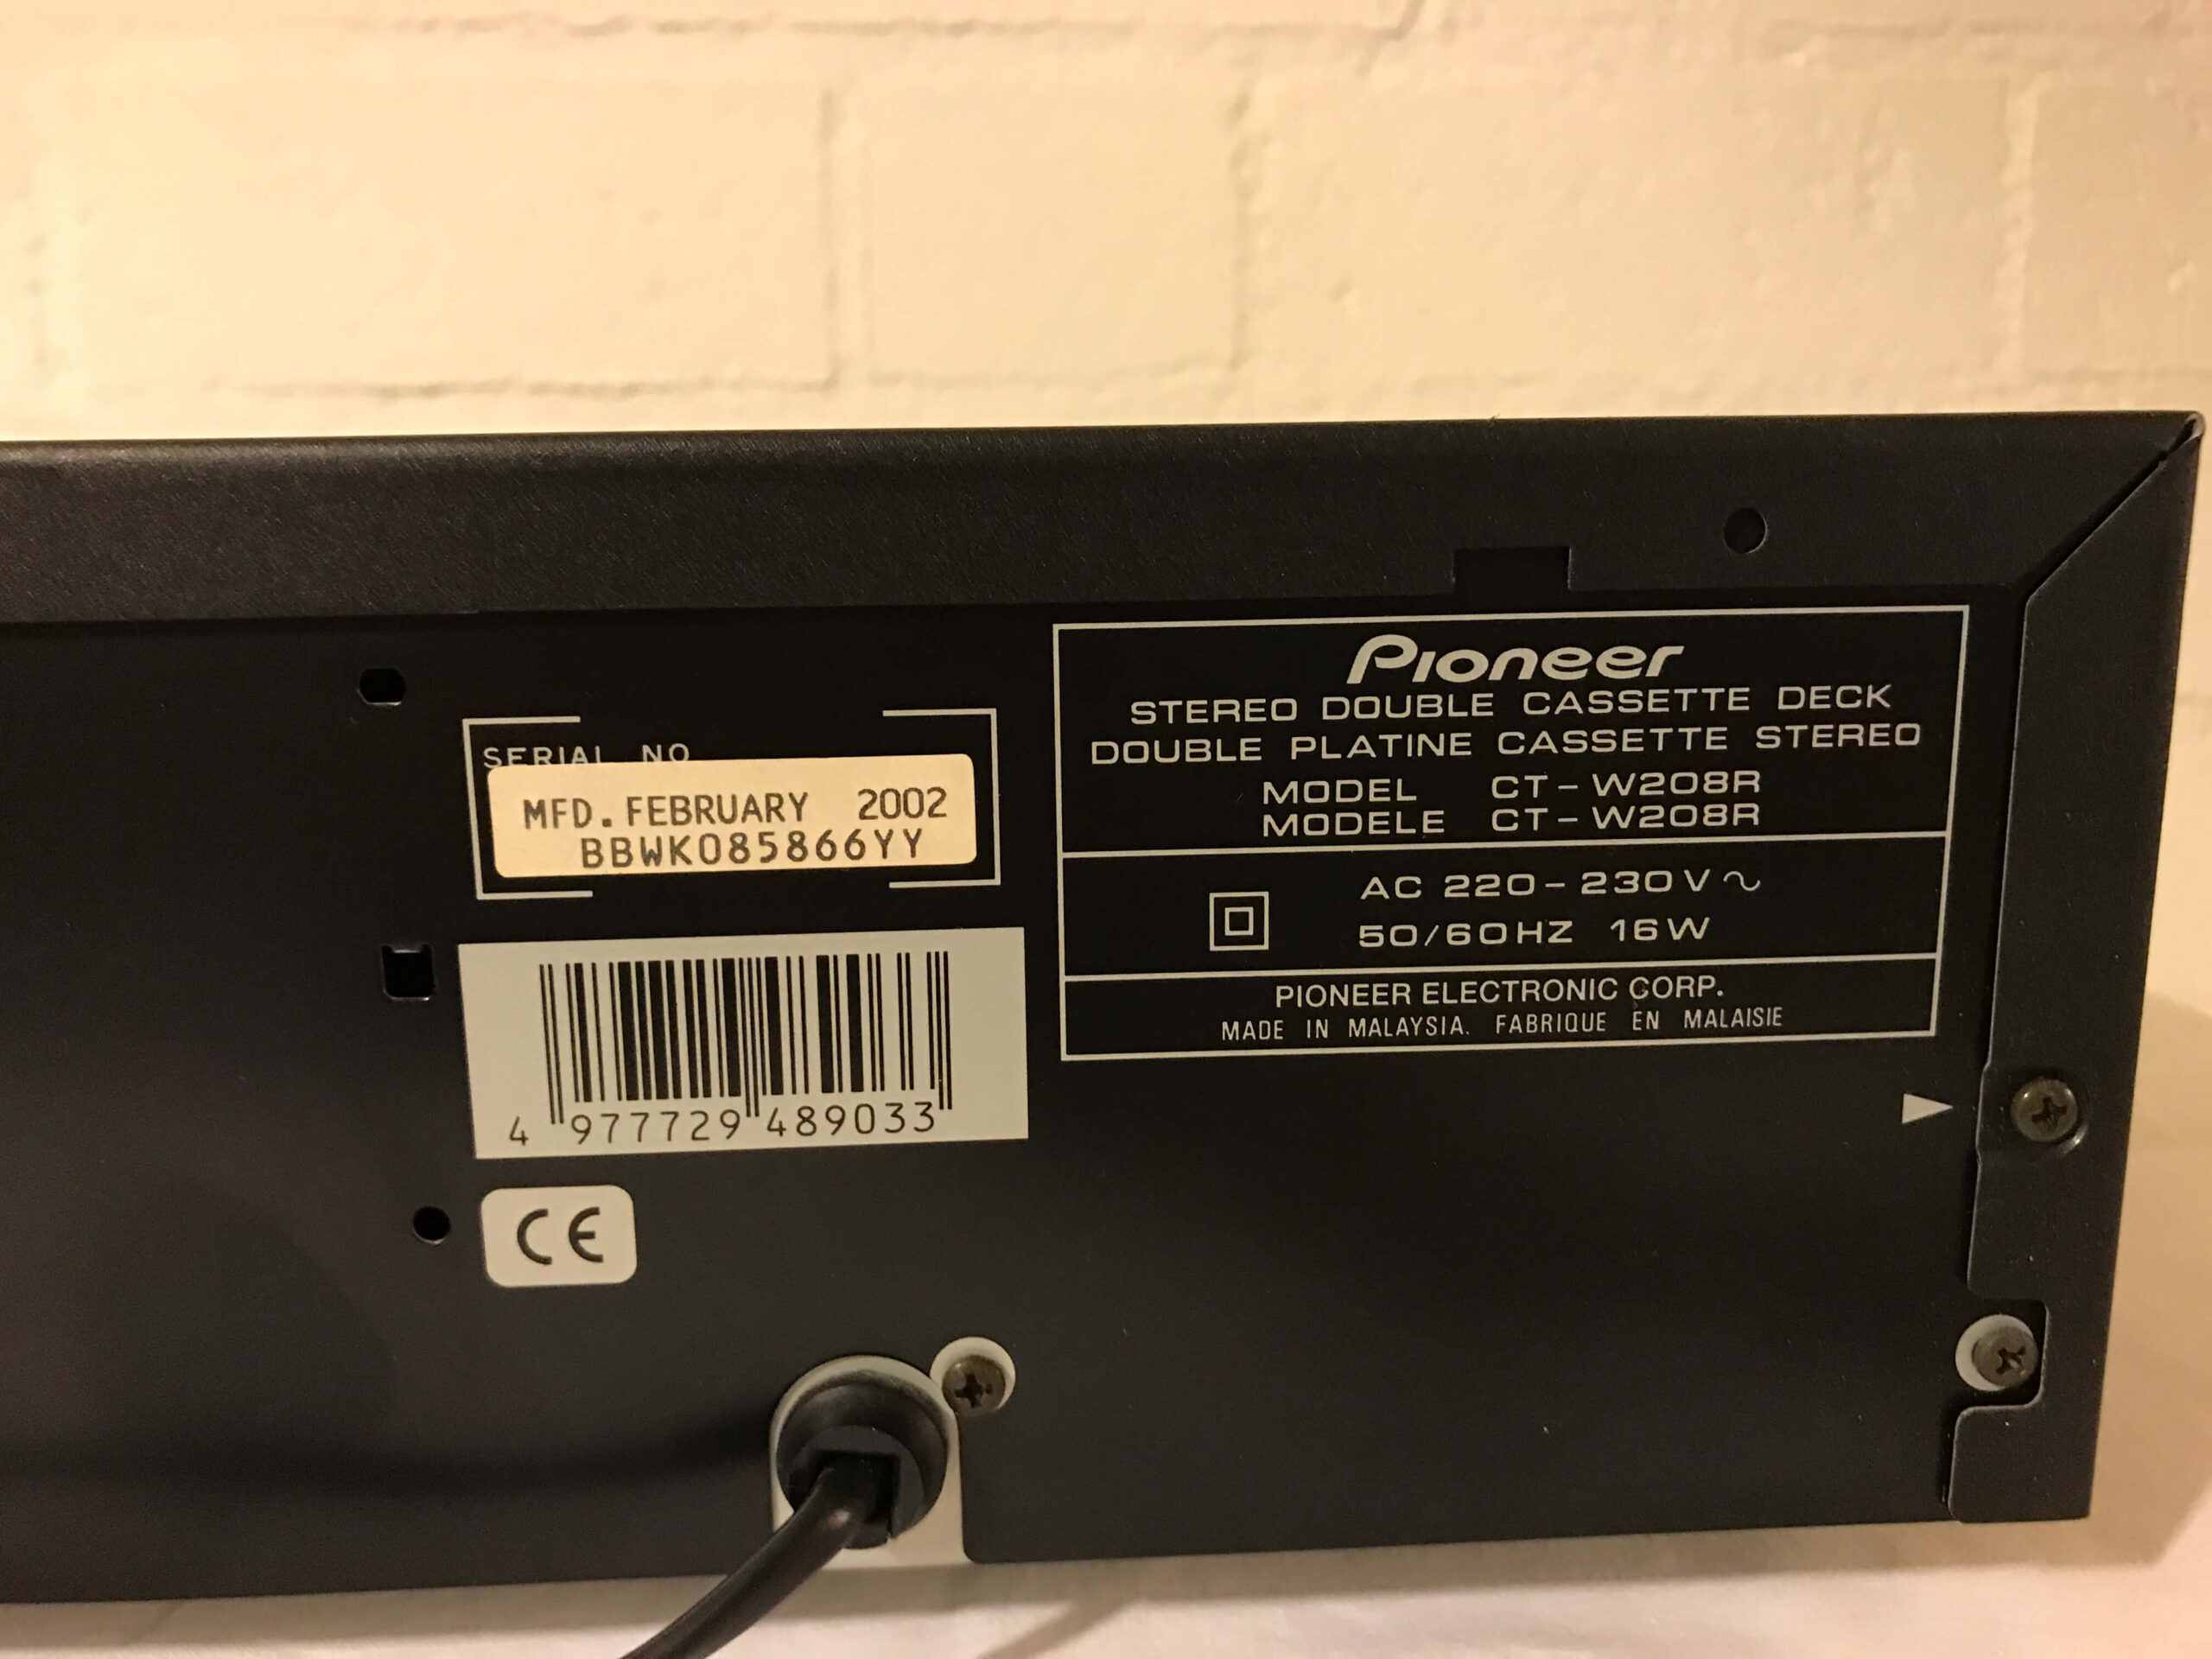 SERIAL NO
MFD. FEBRUARY 2002
BBWK085866YY
4 977729 489033
CE
Pioneer
STEREO DOUBLE CASSETTE DECK
DOUBLE PLATINE CASSETTE STEREO
MODEL CT-W208R
MODELE CT-W208R
AC 220-230V~
50/60HZ 16W
PIONEER ELECTRONIC CORP.
MADE IN MALAYSIA. FABRIQUE EN MALAISIE